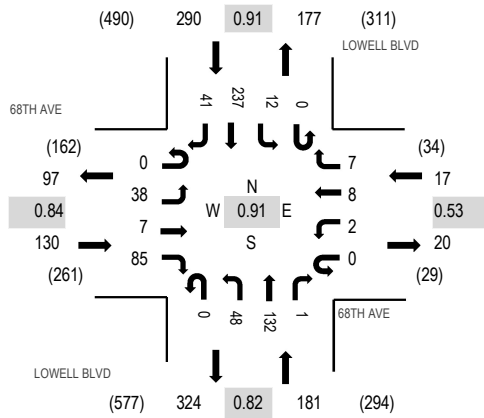 (490) 290 0.91 177 (311)
LOWELL BLVD
41 237 12 0
68TH AVE
(162) 0 7 (34)
97 38 N 8 17
0.84 7 W 0.91 E 2 0.53
130 85 S 0 20
(261) (29)
0 48 132 1
68TH AVE
LOWELL BLVD
(577) 324 0.82 181 (294)